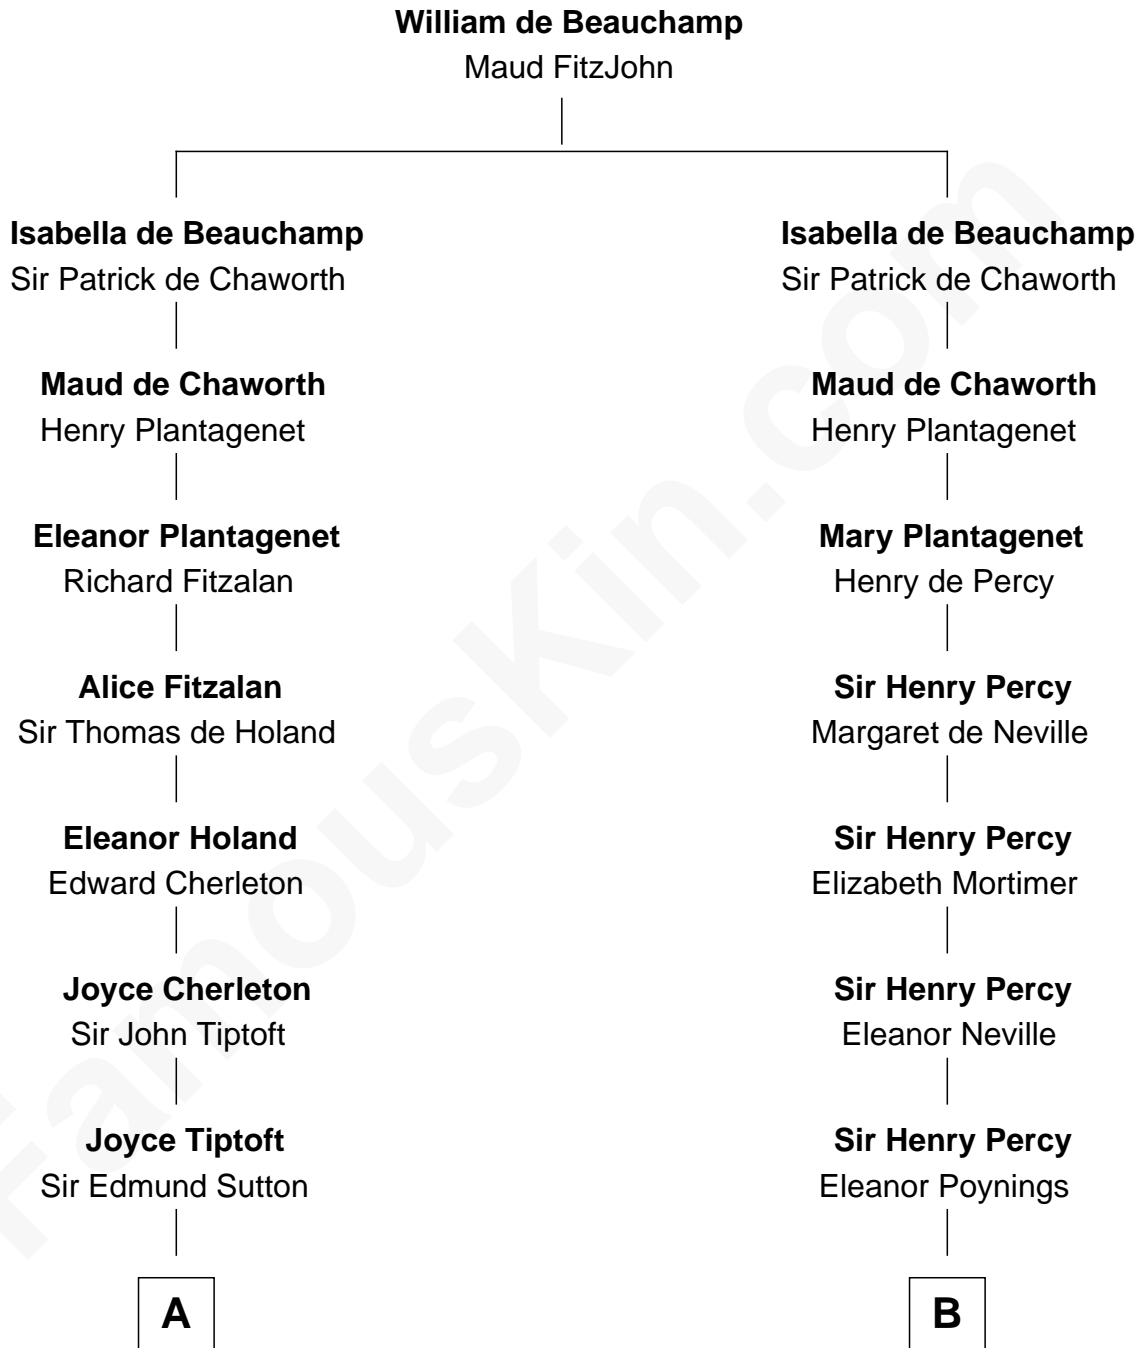 William de Beauchamp
Maud FitzJohn
Isabella de Beauchamp
Sir Patrick de Chaworth
Isabella de Beauchamp
Sir Patrick de Chaworth
Maud de Chaworth
Henry Plantagenet
Maud de Chaworth
Henry Plantagenet
Eleanor Plantagenet
Richard Fitzalan
Mary Plantagenet
Henry de Percy
Alice Fitzalan
Sir Thomas de Holand
Sir Henry Percy
Margaret de Neville
Eleanor Holand
Edward Cherleton
Sir Henry Percy
Elizabeth Mortimer
Joyce Cherleton
Sir John Tiptoft
Sir Henry Percy
Eleanor Neville
Joyce Tiptoft
Sir Edmund Sutton
Sir Henry Percy
Eleanor Poynings
A
B
FamousKin.com